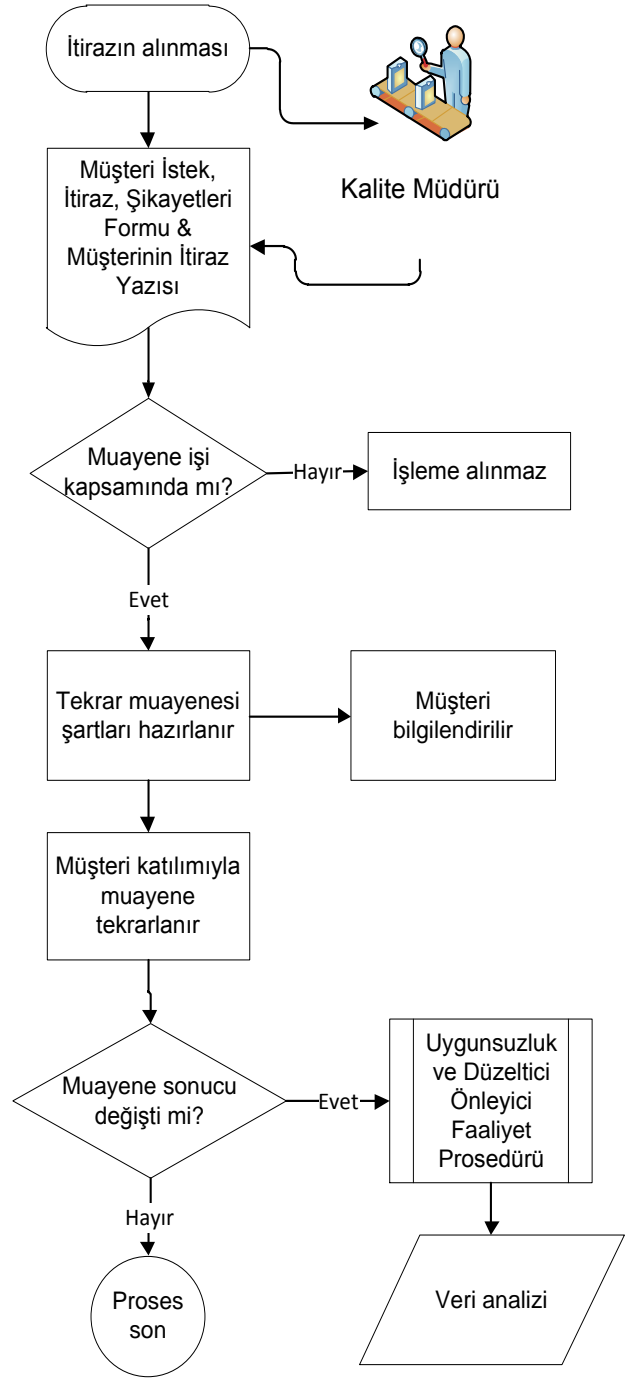 İtirazın alınması
Kalite Müdürü
Müşteri İstek,
İtiraz, Şikayetleri
Formu &
Müşterinin İtiraz
Yazısı
Muayene işi
kapsamında mı?
Hayır
İşleme alınmaz
Evet
Tekrar muayenesi
şartları hazırlanır
Müşteri
bilgilendirilir
Müşteri katılımıyla
muayene
tekrarlanır
Muayene sonucu
değişti mi?
Evet
Uygunsuzluk
ve Düzeltici
Önleyici
Faaliyet
Prosedürü
Hayır
Proses
son
Veri analizi